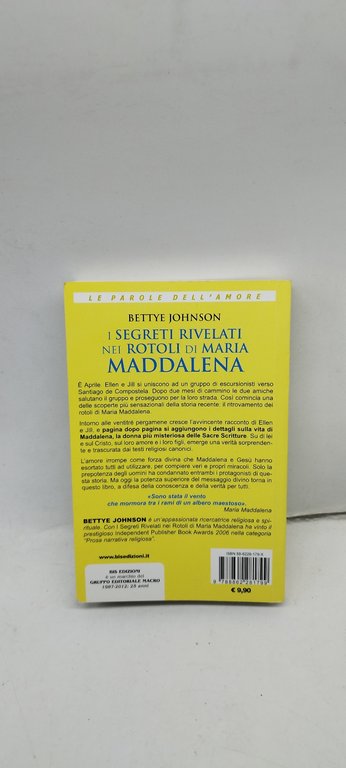 LE PAROLE DELL'AMORE
BETTYE JOHNSON
I SEGRETI RIVELATI
NEI ROTOLI DI MARIA
MADDALENA
È Aprile. Ellen e Jill si uniscono ad un gruppo di escursionisti verso
Santiago de Compostela. Dopo due mesi di cammino le due amiche
salutano il gruppo e proseguono per la loro strada. Così comincia una
delle scoperte più sensazionali della storia recente: il ritrovamento dei
rotoli di Maria Maddalena.
Intorno alle ventitré pergamene cresce l'avvincente racconto di Ellen
e Jill, e pagina dopo pagina si aggiungono i dettagli sulla vita di
Maddalena, la donna più misteriosa delle Sacre Scritture. Su di lei
e sul Cristo, sul loro amore e i loro figli, emerge una verità sorprenden-
te e trascurata dai testi religiosi canonici.
L'amore irrompe come forza divina che Maddalena e Gesù hanno
esortato tutti ad utilizzare, per compiere veri e propri miracoli. Solo la
prepotenza degli uomini ha condannato entrambi i protagonisti di que-
sta storia. Ma oggi la potenza superiore del messaggio divino torna in
questo libro, a difesa della conoscenza e della verità per tutti.
«Sono stata il vento
che mormora tra i rami di un albero maestoso».
Maria Maddalena
BETTYE JOHNSON è un'appassionata ricercatrice religiosa e spi-
rituale. Con I Segreti Rivelati nei Rotoli di Maria Maddalena ha vinto il
prestigioso Independent Publisher Book Awards 2006 nella categoria
"Prosa narrativa religiosa".
www.bisedizioni.it
BIS EDIZIONI
è un marchio del
GRUPPO EDITORIALE MACRO
1987-2012: 25 anni
ISBN 88-6228-179-X
9 788862 281799
€ 9,90